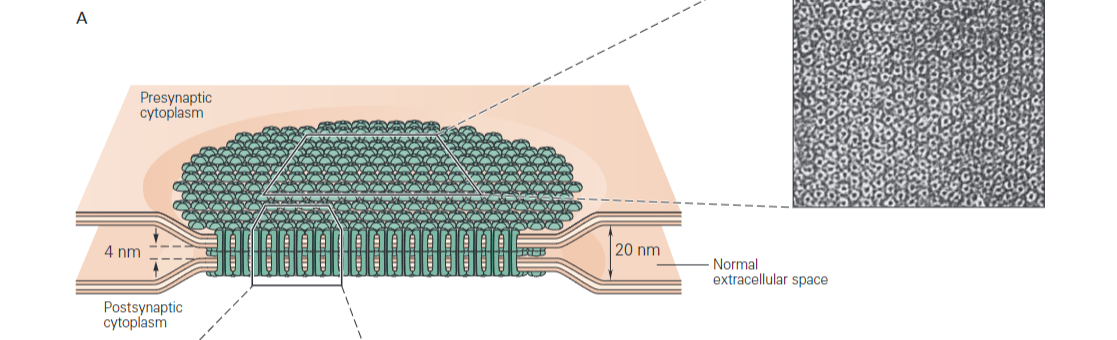 A
Presynaptic
cytoplasm
4 nm
20 nm
Normal
extracellular space
Postsynaptic
cytoplasm